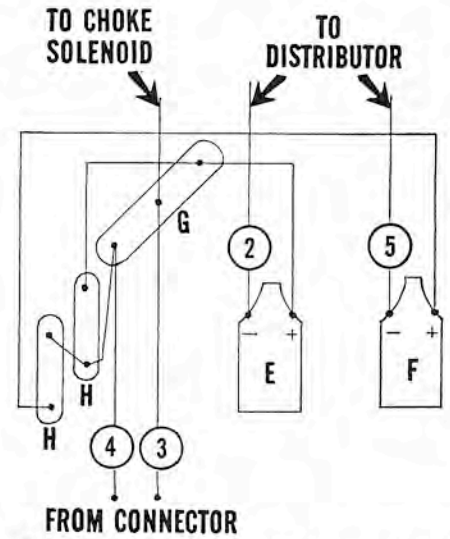 TO CHOKE
SOLENOID
TO
DISTRIBUTOR
G
2
5
- +
E
- +
F
H
H
4
3
FROM CONNECTOR